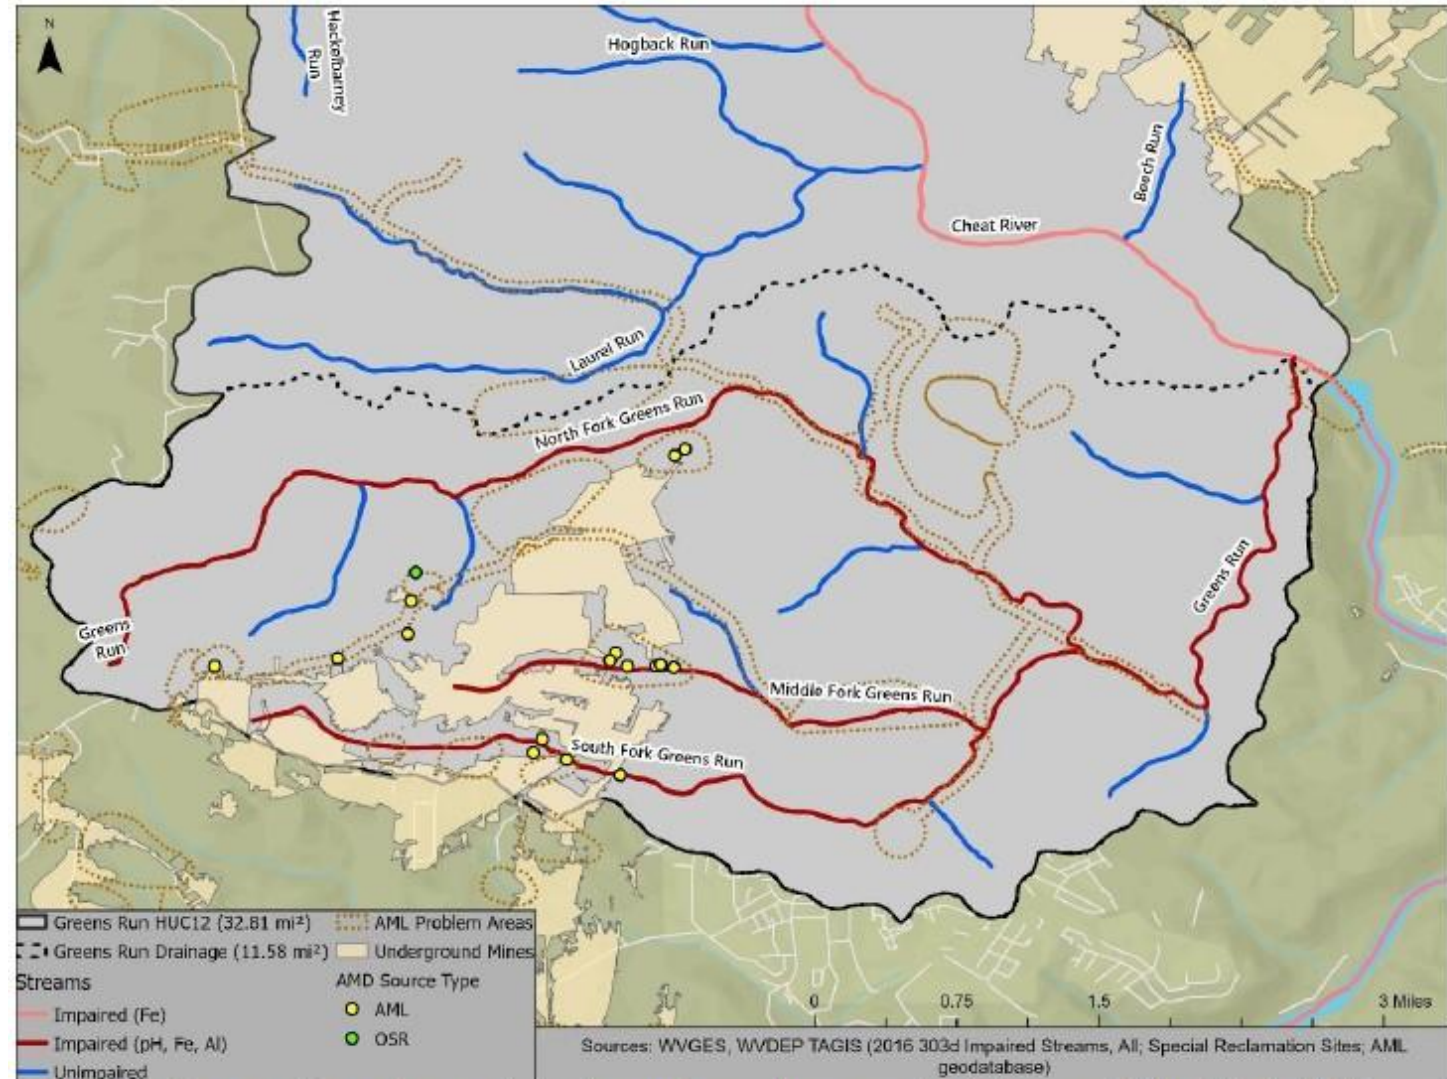 N
Hackelbarney
Run
Hogback Run
Beech Run
Cheat River
Laurel Run
North Fork Greens Run
Greens Run
Greens
Run
Middle Fork Greens Run
South Fork Greens Run
Greens Run HUC12 (32.81 mi²)
Greens Run Drainage (11.58 mi²)
Streams
Impaired (Fe)
Impaired (pH, Fe, Al)
Unimpaired
AML Problem Areas
Underground Mines
AMD Source Type
AML
OSR
0 0.75 1.5 3 Miles
Sources: WVGES, WVDEP TAGIS (2016 303d Impaired Streams, All; Special Reclamation Sites; AML
geodatabase)